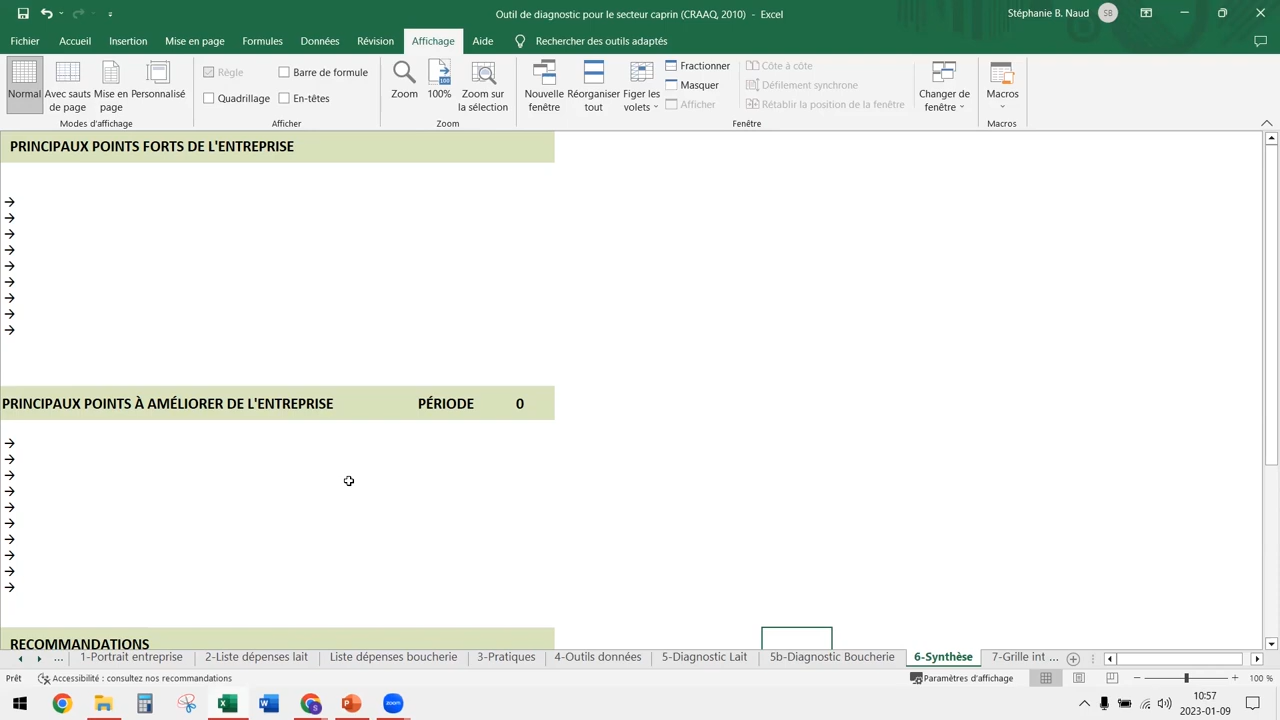 Outil de diagnostic pour le secteur caprin (CRAAQ, 2010) - Excel
Stéphanie B. Naud SB
Fichier Accueil Insertion Mise en page Formules Données Révision Affichage Aide Rechercher des outils adaptés
Normal
Avec sauts de page
Mise en page
Personnalisé
Modes d'affichage
Règle
Barre de formule
Quadrillage
En-têtes
Afficher
Zoom
100%
Zoom sur la sélection
Zoom
Nouvelle fenêtre
Réorganiser tout
Figer les volets
Fractionner
Masquer
Afficher
Côte à côte
Défilement synchrone
Rétablir la position de la fenêtre
Changer de fenêtre
Fenêtre
Macros
Macros
PRINCIPAUX POINTS FORTS DE L'ENTREPRISE
→
→
→
→
→
→
→
→
→
PRINCIPAUX POINTS À AMÉLIORER DE L'ENTREPRISE PÉRIODE 0
→
→
→
→
→
→
→
→
→
→
RECOMMANDATIONS
... 1-Portrait entreprise 2-Liste dépenses lait Liste dépenses boucherie 3-Pratiques 4-Outils données 5-Diagnostic Lait 5b-Diagnostic Boucherie 6-Synthèse 7-Grille int ...
Prêt Accessibilité : consultez nos recommandations Paramètres d'affichage 100 %
10:57
2023-01-09